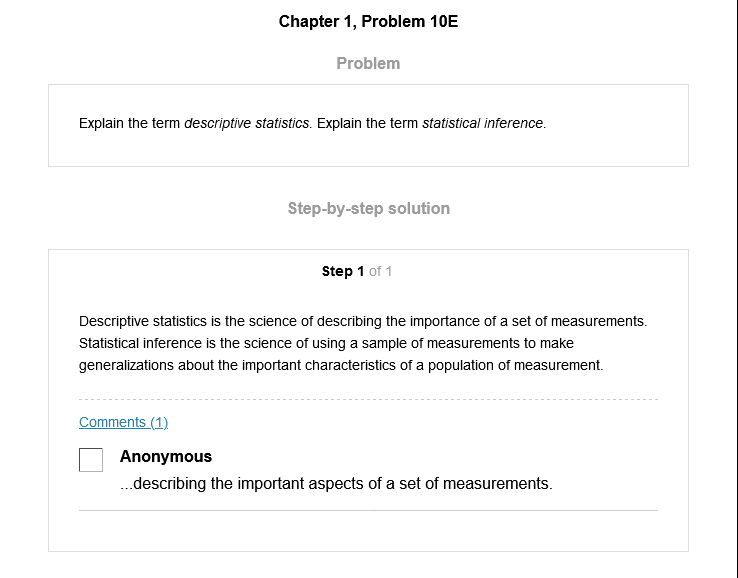 Chapter 1, Problem 10E
Problem
Explain the term descriptive statistics. Explain the term statistical inference.
Step-by-step solution
Step 1 of 1
Descriptive statistics is the science of describing the importance of a set of measurements.
Statistical inference is the science of using a sample of measurements to make
generalizations about the important characteristics of a population of measurement.
Comments (1)
Anonymous
...describing the important aspects of a set of measurements.